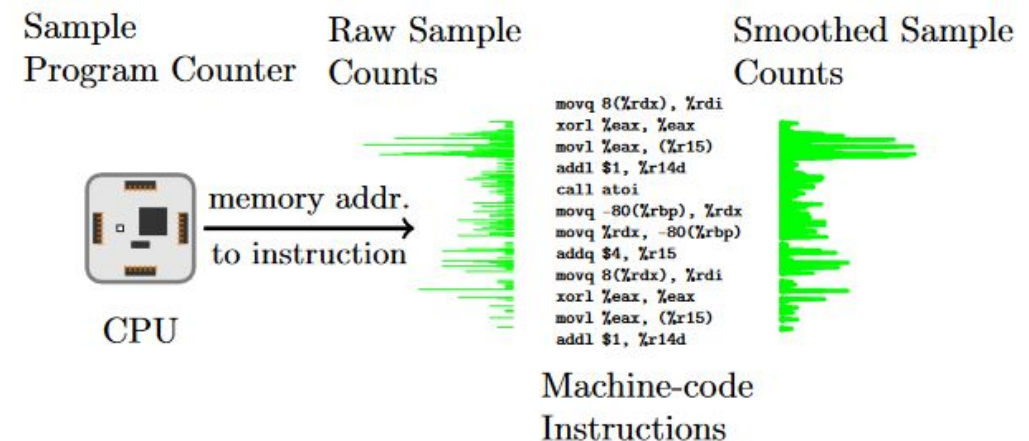 Sample
Program Counter
Raw Sample
Counts
Smoothed Sample
Counts
memory addr.
to instruction
CPU
movq 8(%rdx), %rdi
xorl %eax, %eax
movl %eax, (%r15)
addl $1, %r14d
call atoi
movq -80(%rbp), %rdx
movq %rdx, -80(%rbp)
addq $4, %r15
movq 8(%rdx), %rdi
xorl %eax, %eax
movl %eax, (%r15)
addl $1, %r14d
Machine-code
Instructions